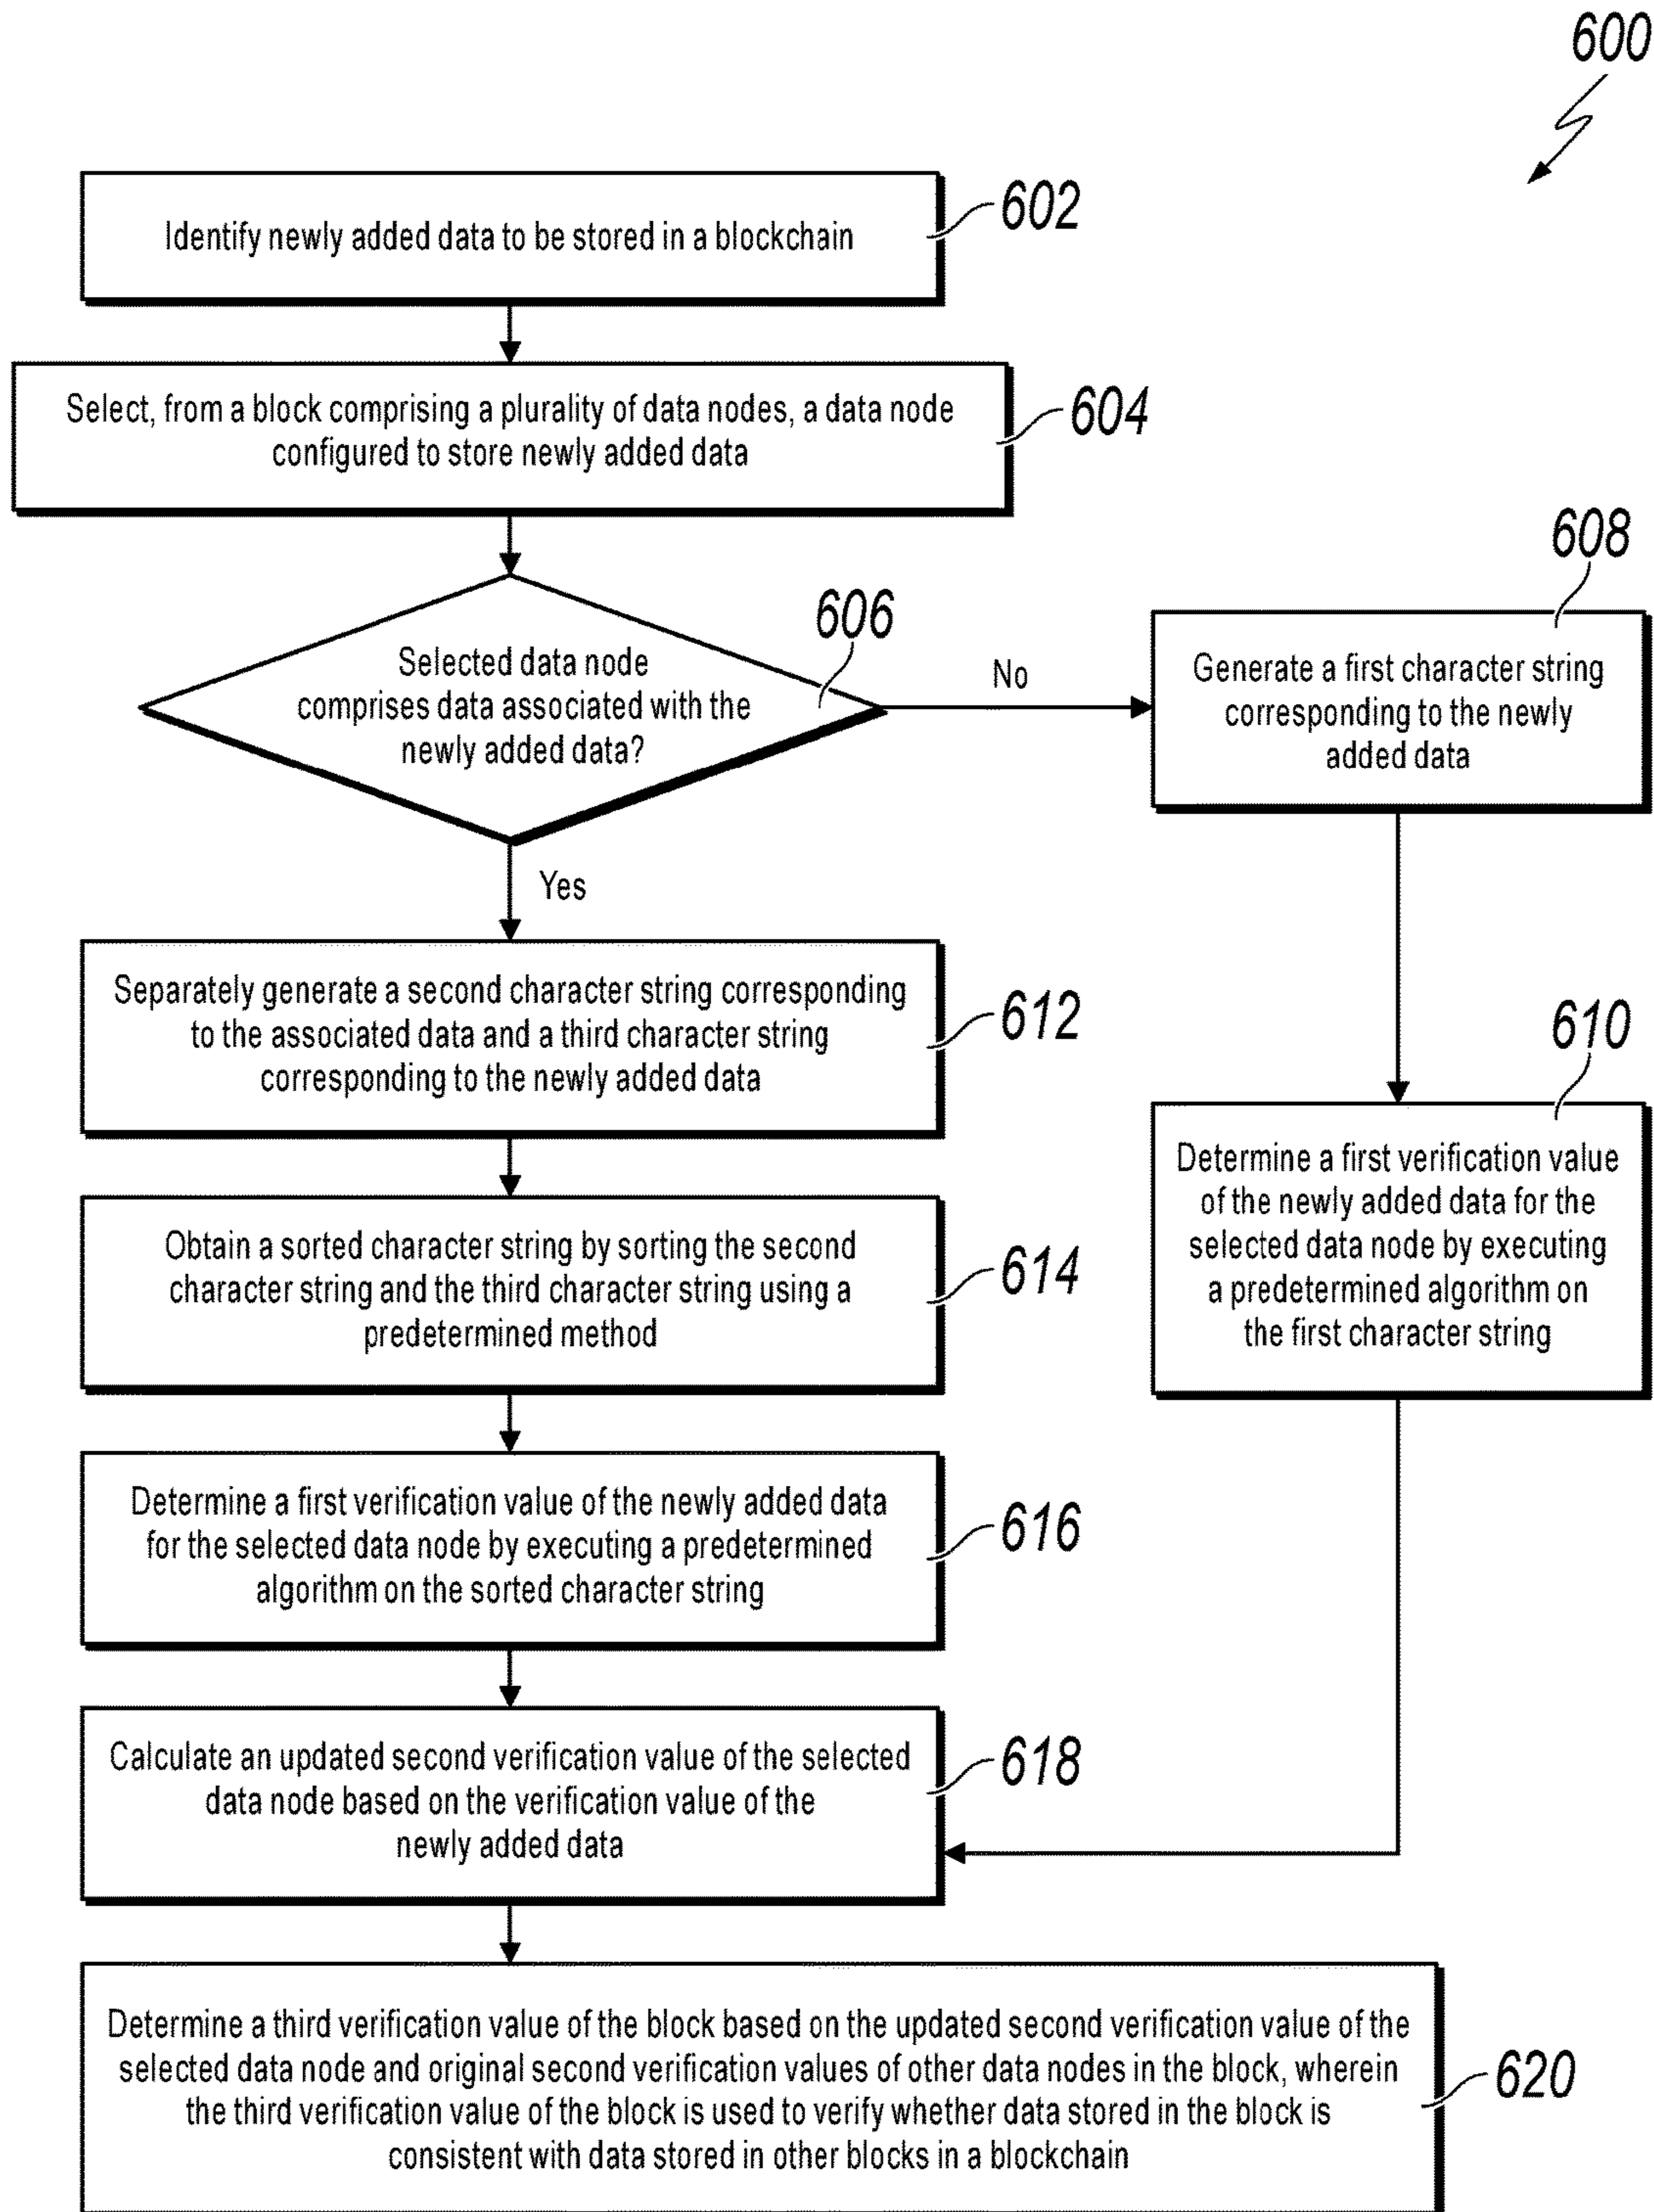 600
602
Identify newly added data to be stored in a blockchain
Select, from a block comprising a plurality of data nodes, a data node
configured to store newly added data
604
606
Selected data node
comprises data associated with the
newly added data?
No
608
Generate a first character string
corresponding to the newly
added data
Yes
Separately generate a second character string corresponding
to the associated data and a third character string
corresponding to the newly added data
612
610
Determine a first verification value
of the newly added data for the
selected data node by executing
a predetermined algorithm on
the first character string
Obtain a sorted character string by sorting the second
character string and the third character string using a
predetermined method
614
Determine a first verification value of the newly added data
for the selected data node by executing a predetermined
algorithm on the sorted character string
616
Calculate an updated second verification value of the selected
data node based on the verification value of the
newly added data
618
Determine a third verification value of the block based on the updated second verification value of the
selected data node and original second verification values of other data nodes in the block, wherein
the third verification value of the block is used to verify whether data stored in the block is
consistent with data stored in other blocks in a blockchain
620